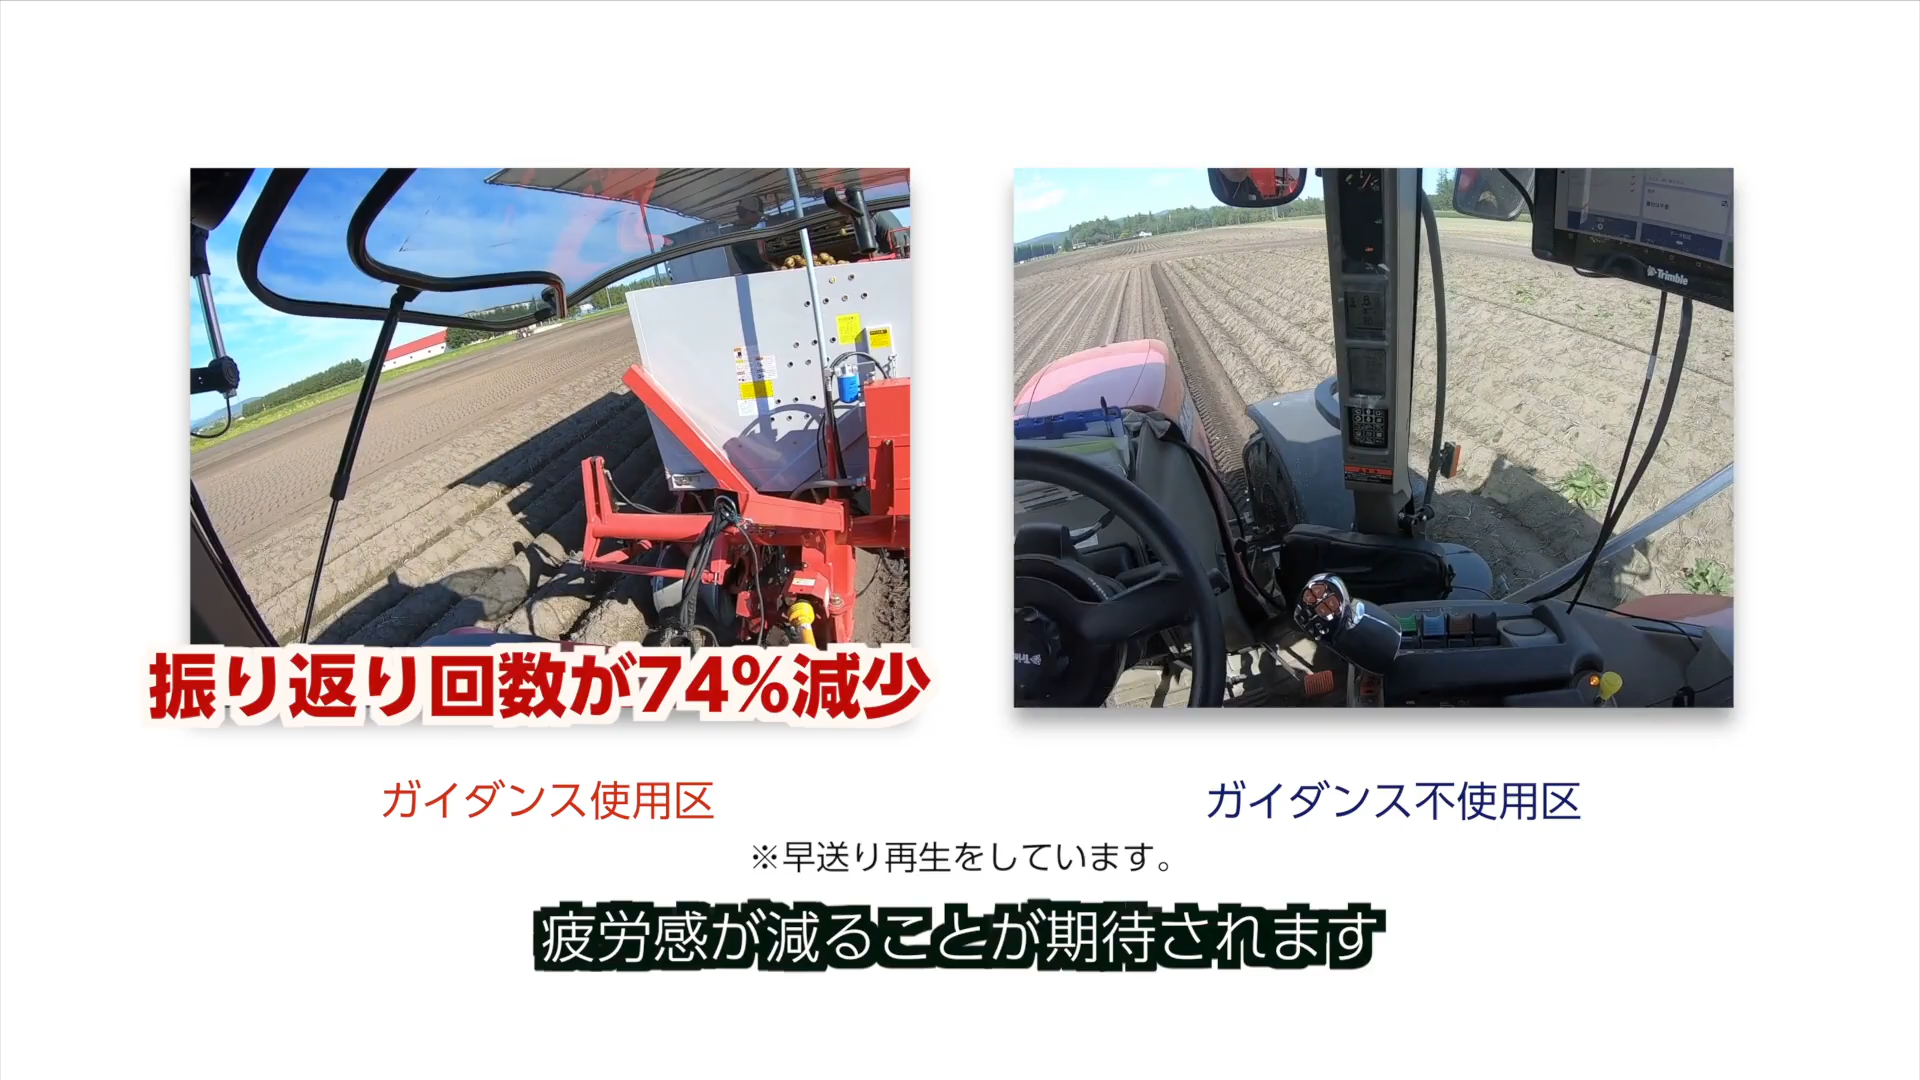 Trimble
振り返り回数が74%減少
ガイダンス使用区
ガイダンス不使用区
※早送り再生をしています。
疲労感が減ることが期待されます